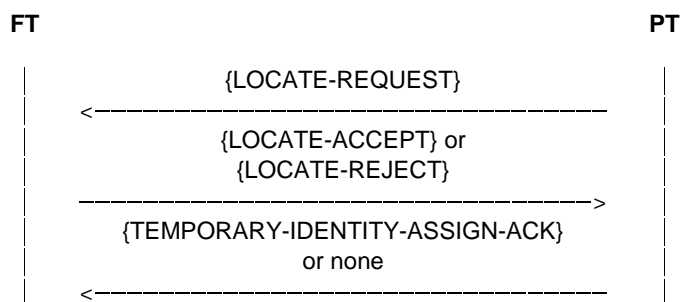 FT PT
{LOCATE-REQUEST}
{LOCATE-ACCEPT} or
{LOCATE-REJECT}
{TEMPORARY-IDENTITY-ASSIGN-ACK}
or none